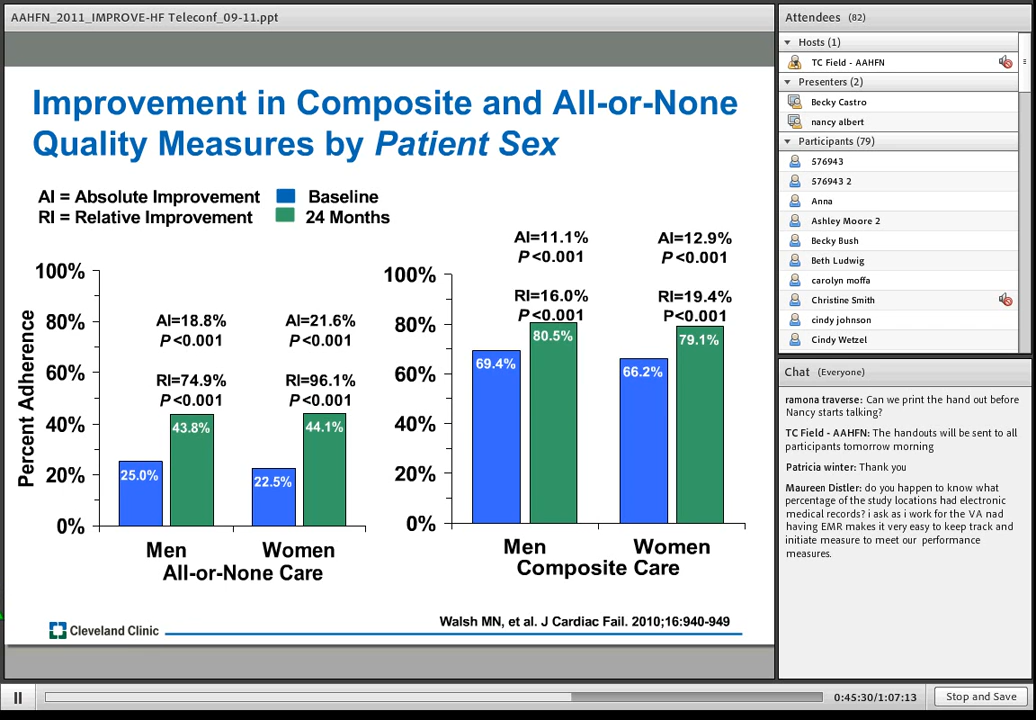 AAHFN_2011_IMPROVE-HF Teleconf_09-11.ppt
Improvement in Composite and All-or-None
Quality Measures by Patient Sex
AI = Absolute Improvement
Baseline
RI = Relative Improvement
24 Months
Percent Adherence
100%
80%
60%
40%
20%
0%
AI=18.8%
P<0.001
RI=74.9%
P<0.001
AI=21.6%
P<0.001
RI=96.1%
P<0.001
25.0%
43.8%
22.5%
44.1%
Men
Women
All-or-None Care
100%
80%
60%
40%
20%
0%
AI=11.1%
P<0.001
RI=16.0%
P<0.001
AI=12.9%
P<0.001
RI=19.4%
P<0.001
69.4%
80.5%
66.2%
79.1%
Men
Women
Composite Care
Cleveland Clinic
Walsh MN, et al. J Cardiac Fail. 2010;16:940-949
Attendees (82)
Hosts (1)
TC Field - AAHFN
Presenters (2)
Becky Castro
nancy albert
Participants (79)
576943
576943 2
Anna
Ashley Moore 2
Becky Bush
Beth Ludwig
carolyn moffa
Christine Smith
cindy johnson
Cindy Wetzel
Chat (Everyone)
ramona traverse: Can we print the hand out before
Nancy starts talking?
TC Field - AAHFN: The handouts will be sent to all
participants tomorrow morning
Patricia winter: Thank you
Maureen Distler: do you happen to know what
percentage of the study locations had electronic
medical records? i ask as i work for the VA nad
having EMR makes it very easy to keep track and
initiate measure to meet our performance
measures.
0:45:30/1:07:13
Stop and Save